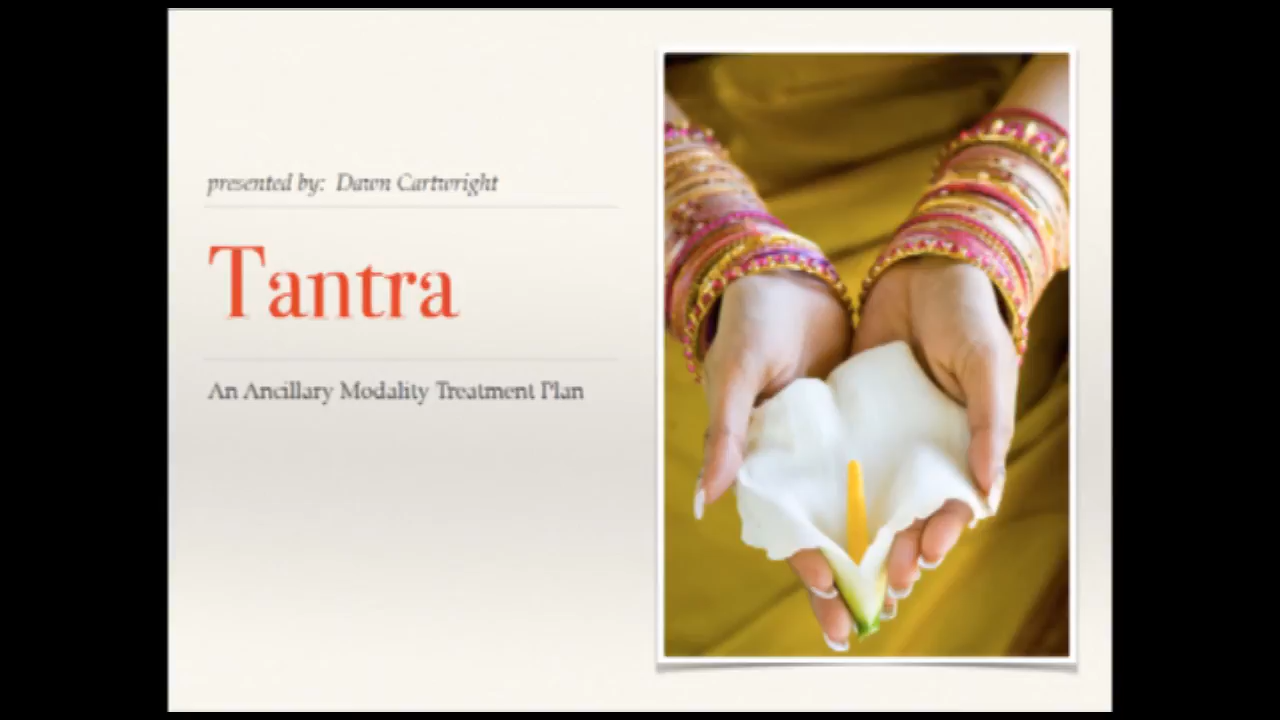 presented by: Dawn Cartwright
Tantra
An Ancillary Modality Treatment Plan